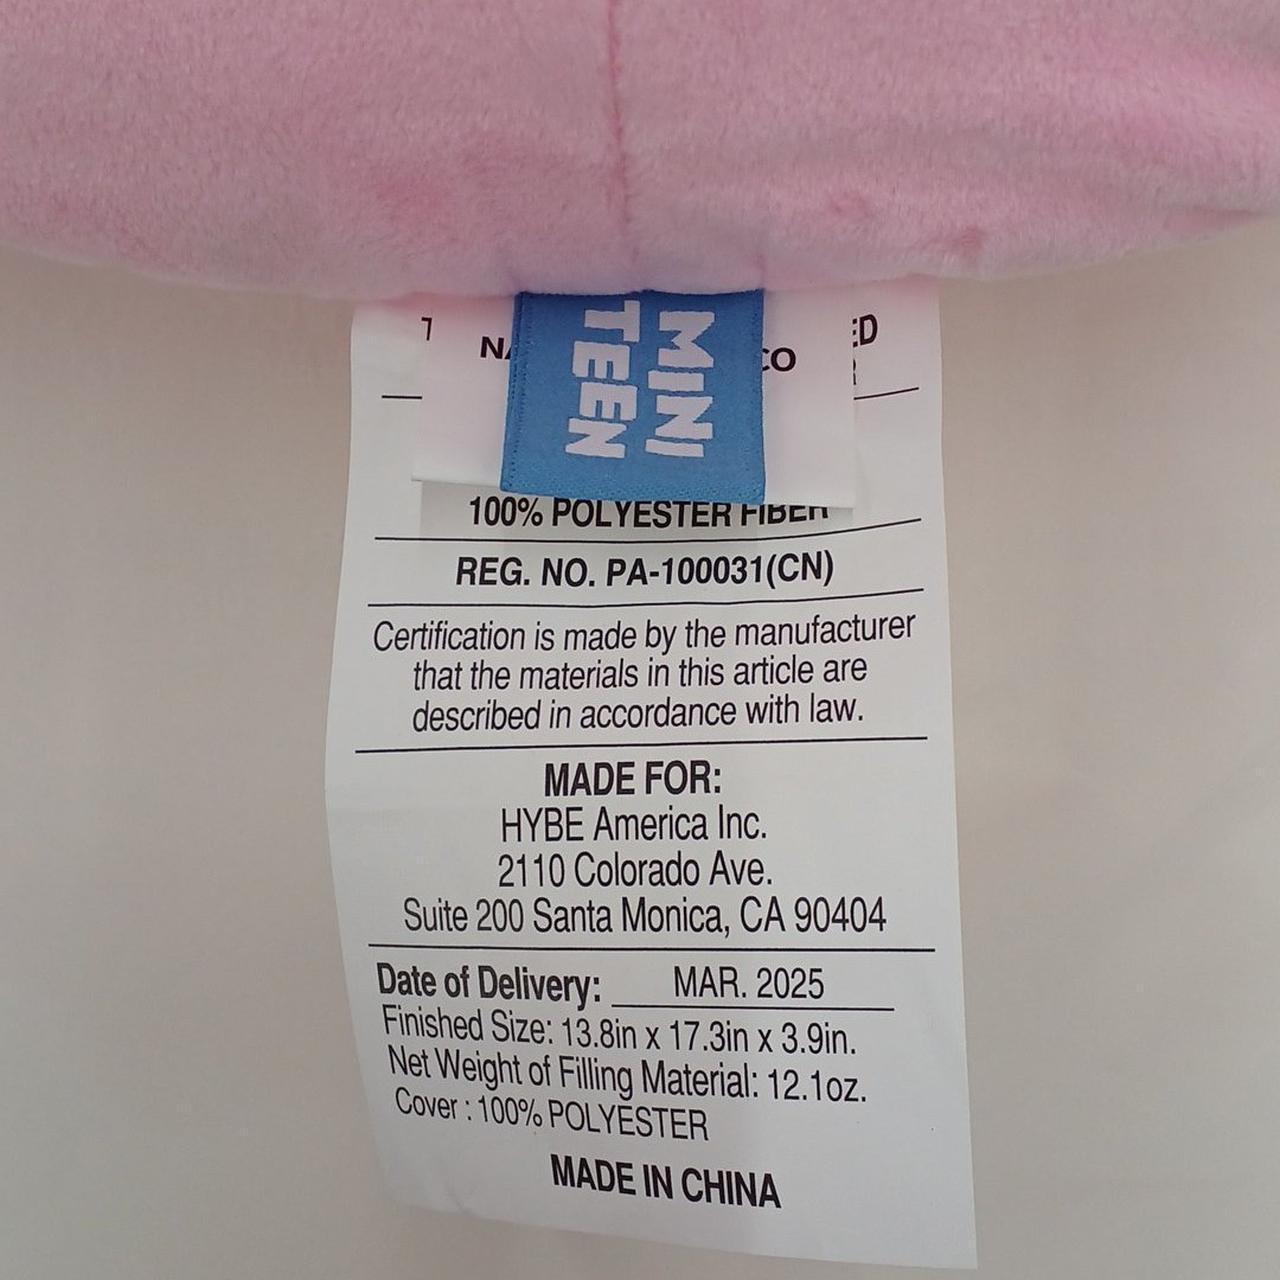 MINI
TEEN
100% POLYESTER FIBER
REG. NO. PA-100031(CN)
Certification is made by the manufacturer
that the materials in this article are
described in accordance with law.
MADE FOR:
HYBE America Inc.
2110 Colorado Ave.
Suite 200 Santa Monica, CA 90404
Date of Delivery: MAR. 2025
Finished Size: 13.8in x 17.3in x 3.9in.
Net Weight of Filling Material: 12.1oz.
Cover : 100% POLYESTER
MADE IN CHINA